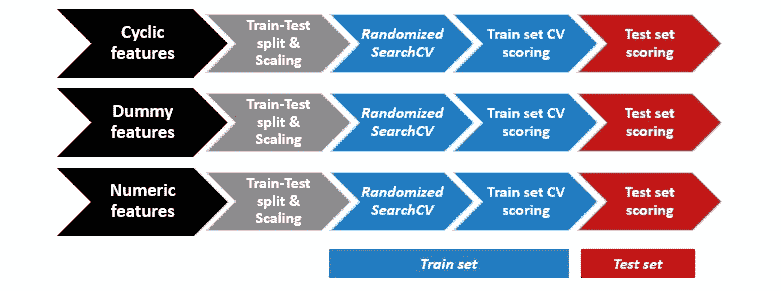 Cyclic
features
Train-Test
split &
Scaling
Randomized
SearchCV
Train set CV
scoring
Test set
scoring
Dummy
features
Train-Test
split &
Scaling
Randomized
SearchCV
Train set CV
scoring
Test set
scoring
Numeric
features
Train-Test
split &
Scaling
Randomized
SearchCV
Train set CV
scoring
Test set
scoring
Train set
Test set